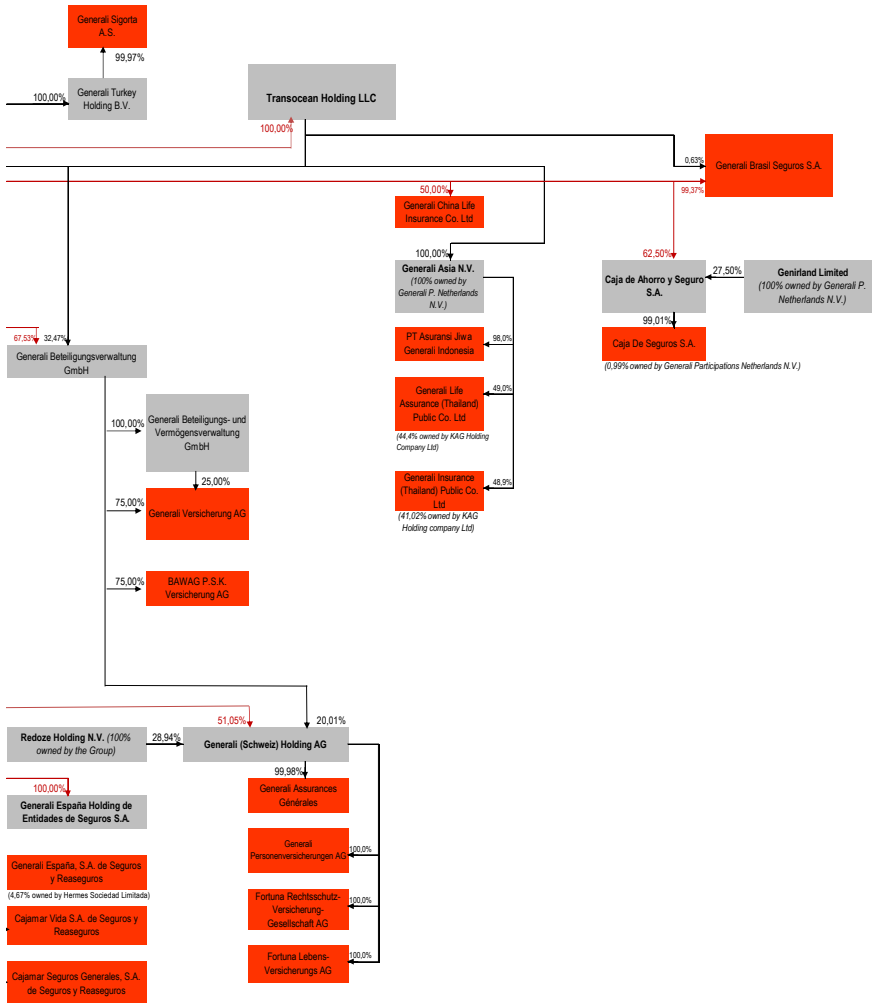 Generali Sigorta
A.S.
99,97%
100,00%
Generali Turkey
Holding B.V.
Transocean Holding LLC
100,00%
0,63%
Generali Brasil Seguros S.A.
99,37%
50,00%
Generali China Life
Insurance Co. Ltd
100,00%
Generali Asia N.V.
(100% owned by
Generali P. Netherlands
N.V.)
62,50%
Caja de Ahorro y Seguro
S.A.
27,50%
Genirland Limited
(100% owned by Generali P.
Netherlands N.V.)
99,01%
Caja De Seguros S.A.
(0,99% owned by Generali Participations Netherlands N.V.)
PT Asuransi Jiwa
Generali Indonesia
98,0%
Generali Life
Assurance (Thailand)
Public Co. Ltd
49,0%
(44,4% owned by KAG Holding
Company Ltd)
Generali Insurance
(Thailand) Public Co.
Ltd
48,9%
(41,02% owned by KAG
Holding company Ltd)
67,53%
32,47%
Generali Beteiligungsverwaltung
GmbH
100,00%
Generali Beteiligungs- und
Vermögensverwaltung
GmbH
25,00%
75,00%
Generali Versicherung AG
75,00%
BAWAG P.S.K.
Versicherung AG
51,05%
20,01%
Redoze Holding N.V. (100%
owned by the Group)
28,94%
Generali (Schweiz) Holding AG
99,98%
Generali Assurances
Générales
100,00%
Generali España Holding de
Entidades de Seguros S.A.
Generali
Personenversicherungen AG
100,0%
Generali España, S.A. de Seguros
y Reaseguros
(4,67% owned by Hermes Sociedad Limitada)
Fortuna Rechtsschutz-
Versicherung-
Gesellschaft AG
100,0%
Cajamar Vida S.A. de Seguros y
Reaseguros
Fortuna Lebens-
Versicherungs AG
100,0%
Cajamar Seguros Generales, S.A.
de Seguros y Reaseguros